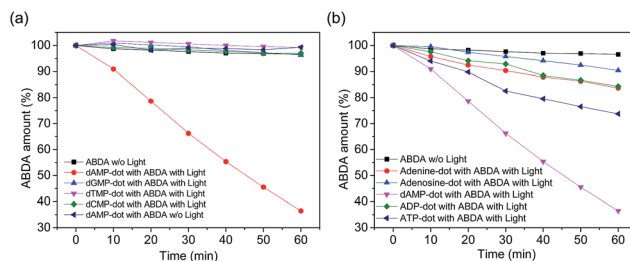 (a)
ABDA amount (%)
100
90
80
70
60
50
40
30
ABDA w/o Light
dAMP-dot with ABDA with Light
dGMP-dot with ABDA with Light
dTMP-dot with ABDA with Light
dCMP-dot with ABDA with Light
dAMP-dot with ABDA w/o Light
0 10 20 30 40 50 60
Time (min)
(b)
ABDA amount (%)
100
90
80
70
60
50
40
30
ABDA w/o Light
Adenine-dot with ABDA with Light
Adenosine-dot with ABDA with Light
dAMP-dot with ABDA with Light
ADP-dot with ABDA with Light
ATP-dot with ABDA with Light
0 10 20 30 40 50 60
Time (min)